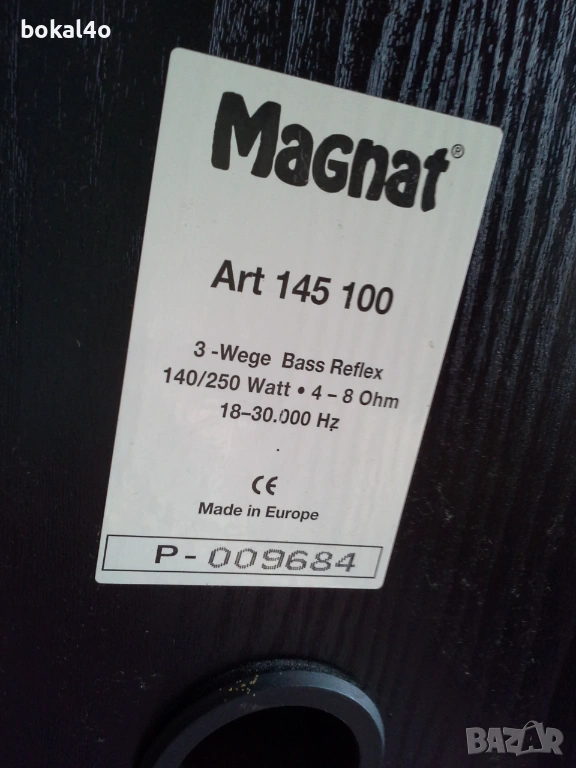 bokal4o
Magnat®
Art 145 100
3 -Wege Bass Reflex
140/250 Watt • 4 – 8 Ohm
18–30.000 Hz
CE
Made in Europe
P - 009684
BAZAR